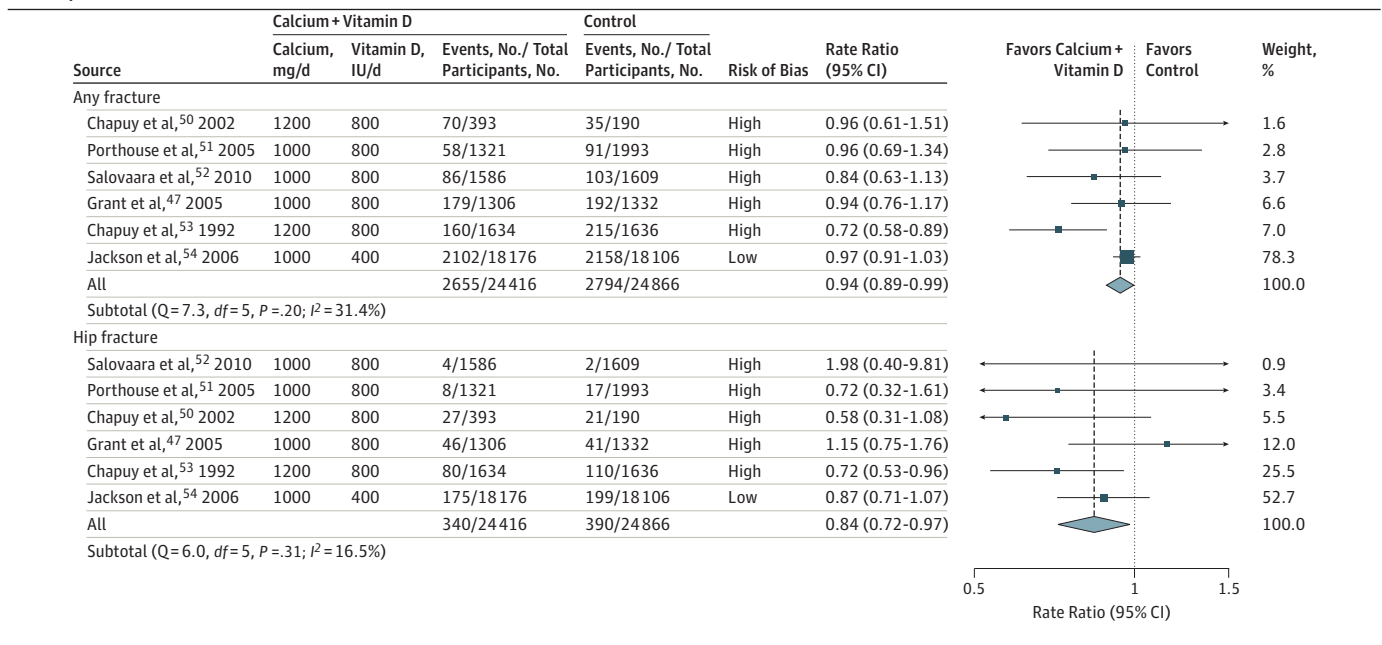 Calcium + Vitamin D Control
Calcium, Vitamin D, Events, No./ Total Events, No./ Total Rate Ratio Favors Calcium + Favors Weight,
Source mg/d IU/d Participants, No. Participants, No. Risk of Bias (95% CI) Vitamin D Control %
Any fracture
Chapuy et al,50 2002 1200 800 70/393 35/190 High 0.96 (0.61-1.51) 1.6
Porthouse et al,51 2005 1000 800 58/1321 91/1993 High 0.96 (0.69-1.34) 2.8
Salovaara et al,52 2010 1000 800 86/1586 103/1609 High 0.84 (0.63-1.13) 3.7
Grant et al,47 2005 1000 800 179/1306 192/1332 High 0.94 (0.76-1.17) 6.6
Chapuy et al,53 1992 1200 800 160/1634 215/1636 High 0.72 (0.58-0.89) 7.0
Jackson et al,54 2006 1000 400 2102/18 176 2158/18 106 Low 0.97 (0.91-1.03) 78.3
All 2655/24 416 2794/24 866 0.94 (0.89-0.99) 100.0
Subtotal (Q = 7.3, df = 5, P = .20; I2 = 31.4%)
Hip fracture
Salovaara et al,52 2010 1000 800 4/1586 2/1609 High 1.98 (0.40-9.81) 0.9
Porthouse et al,51 2005 1000 800 8/1321 17/1993 High 0.72 (0.32-1.61) 3.4
Chapuy et al,50 2002 1200 800 27/393 21/190 High 0.58 (0.31-1.08) 5.5
Grant et al,47 2005 1000 800 46/1306 41/1332 High 1.15 (0.75-1.76) 12.0
Chapuy et al,53 1992 1200 800 80/1634 110/1636 High 0.72 (0.53-0.96) 25.5
Jackson et al,54 2006 1000 400 175/18 176 199/18 106 Low 0.87 (0.71-1.07) 52.7
All 340/24 416 390/24 866 0.84 (0.72-0.97) 100.0
Subtotal (Q = 6.0, df = 5, P = .31; I2 = 16.5%)
0.5 1 1.5
Rate Ratio (95% CI)